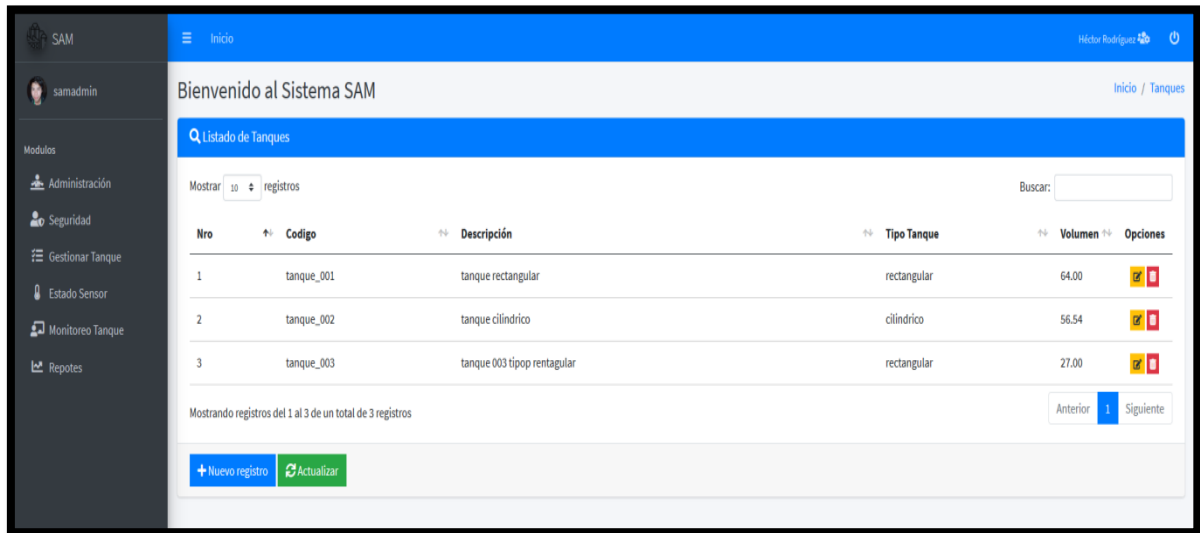 SAM
Inicio
Héctor Rodríguez
samadmin
Bienvenido al Sistema SAM
Inicio / Tanques
Modulos
Administración
Seguridad
Gestionar Tanque
Estado Sensor
Monitoreo Tanque
Repotes
Listado de Tanques
Mostrar 10 registros
Buscar:
Nro Codigo Descripción Tipo Tanque Volumen Opciones
1 tanque_001 tanque rectangular rectangular 64.00
2 tanque_002 tanque cilindrico cilindrico 56.54
3 tanque_003 tanque 003 tipop rentagular rectangular 27.00
Mostrando registros del 1 al 3 de un total de 3 registros
Anterior 1 Siguiente
Nuevo registro Actualizar